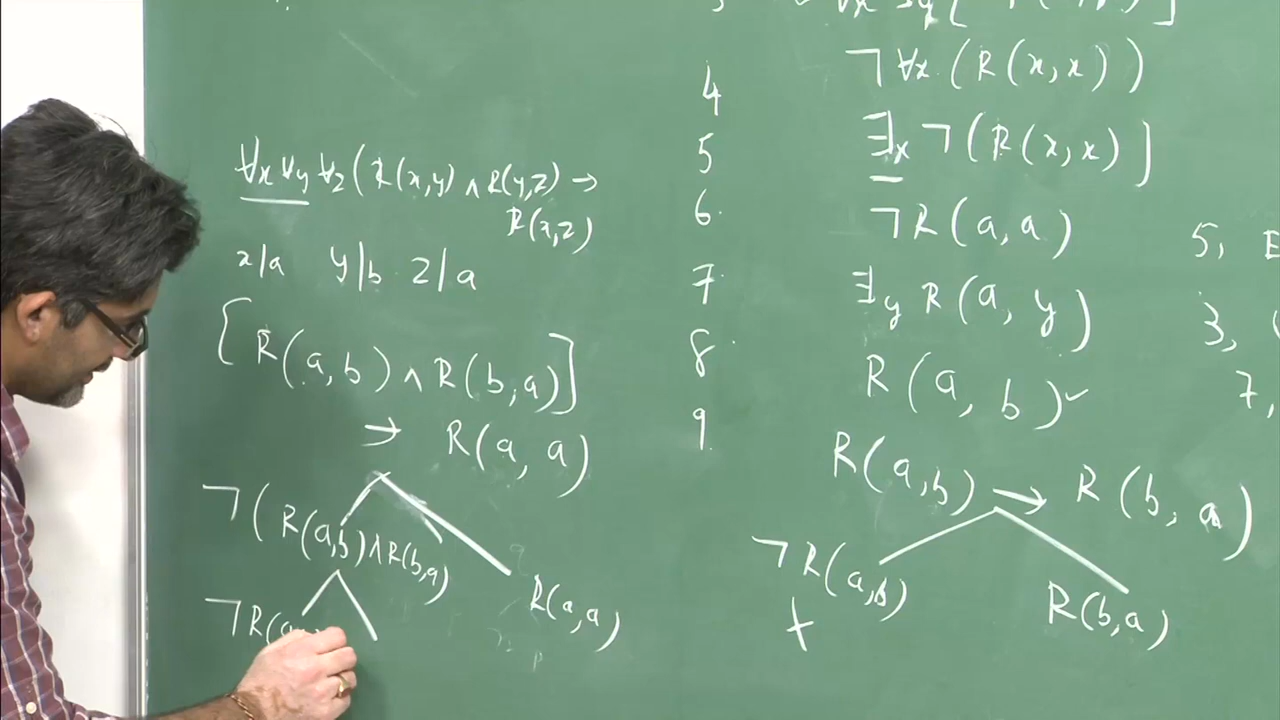 ∀x ∀y ∀z (R(x,y) ∧ R(y,z) →
R(x,z)
x/a y/b z/a
[R(a,b) ∧ R(b,a)]
→ R(a, a)
¬(R(a,b) ∧ R(b,a)
R(a,a)
¬R(a
4 ¬∀x (R(x,x))
5 ∃x ¬(R(x,x)]
6. ¬R(a,a) 5, E
7. ∃y R(a, y) 3,
8. R(a, b) 7,
9. R(a,b) → R(b, a)
¬R(a,b) R(b,a)